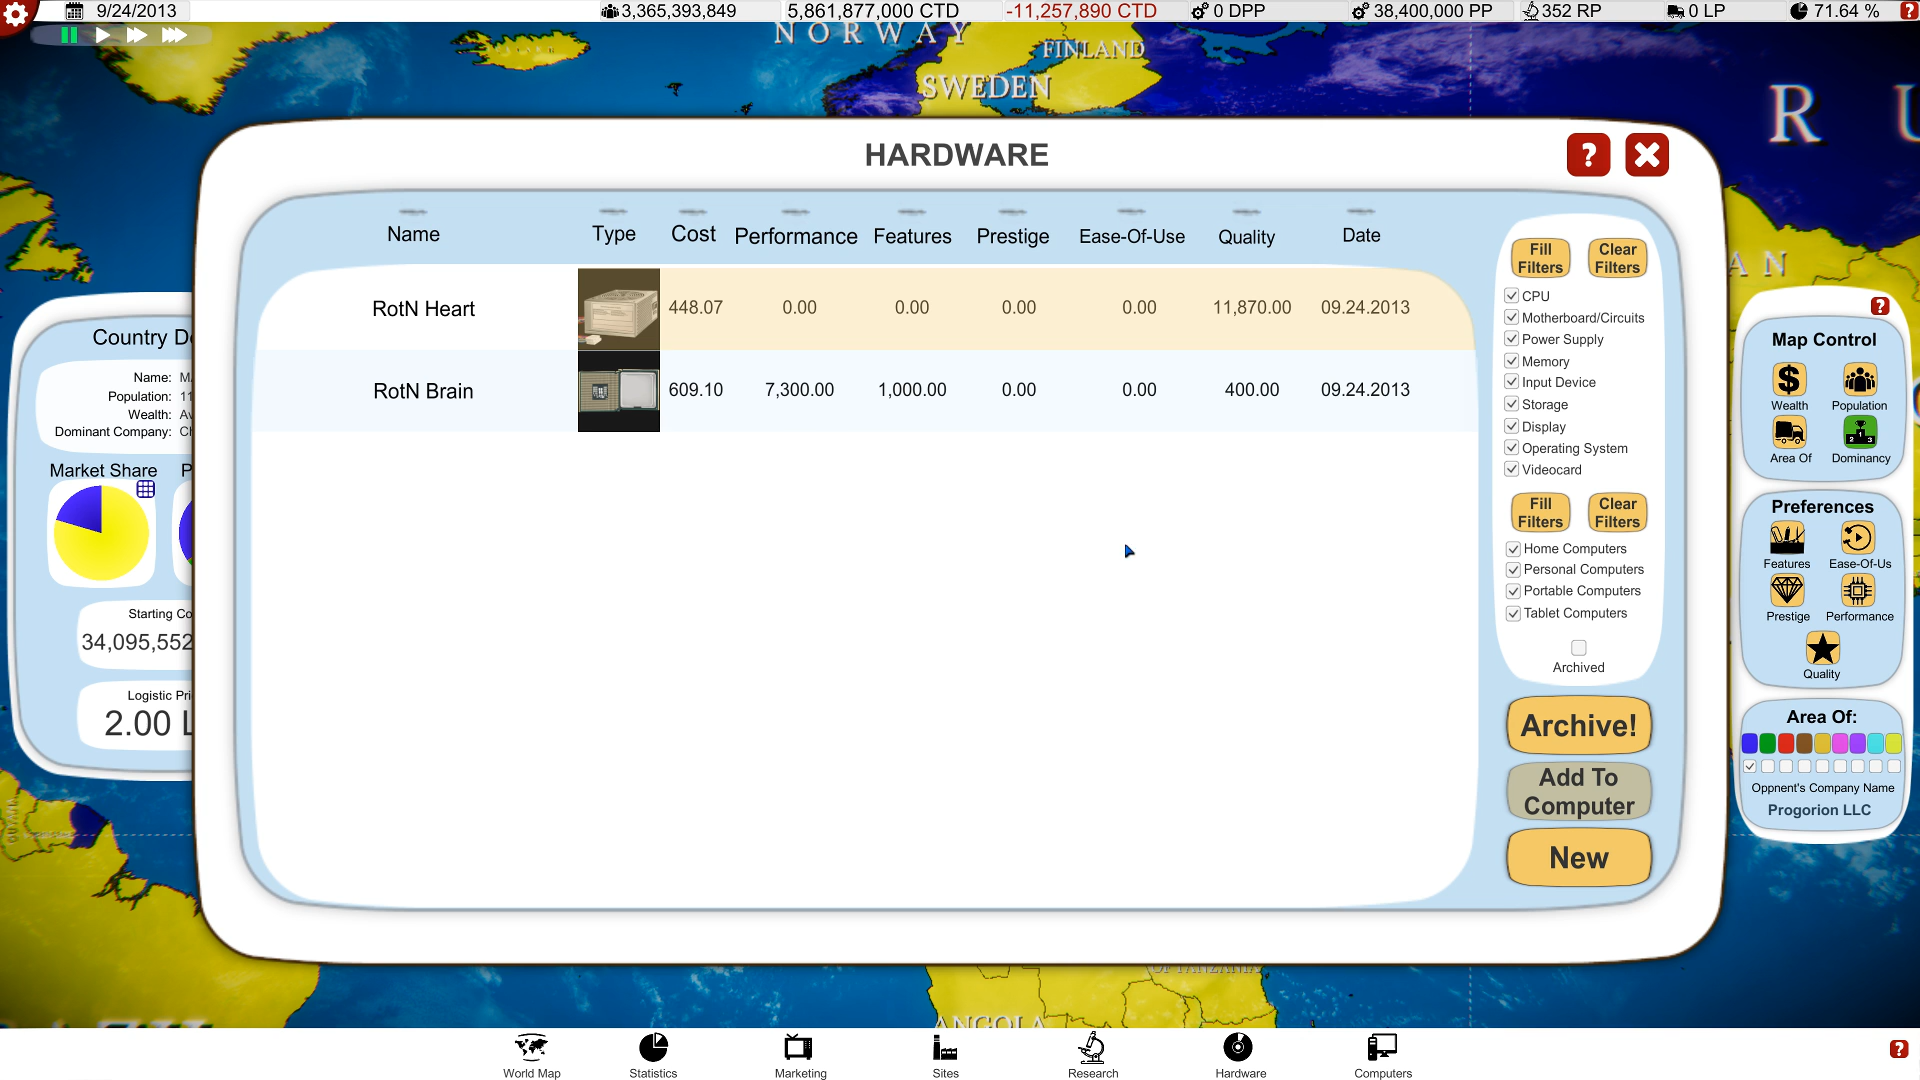 9/24/2013
3,365,393,849
5,861,877,000 CTD
-11,257,890 CTD
0 DPP
38,400,000 PP
352 RP
0 LP
71.64 %
?
NORWAY
FINLAND
SWEDEN
R U
HARDWARE
?
Name
Type
Cost
Performance
Features
Prestige
Ease-Of-Use
Quality
Date
RotN Heart
448.07
0.00
0.00
0.00
0.00
11,870.00
09.24.2013
RotN Brain
609.10
7,300.00
1,000.00
0.00
0.00
400.00
09.24.2013
Fill
Filters
Clear
Filters
CPU
Motherboard/Circuits
Power Supply
Memory
Input Device
Storage
Display
Operating System
Videocard
Fill
Filters
Clear
Filters
Home Computers
Personal Computers
Portable Computers
Tablet Computers
Archived
Archive!
Add To
Computer
New
Country De
Name: M
Population: 11
Wealth: Av
Dominant Company: Ch
Market Share
P
Starting Co
34,095,552
Logistic Pri
2.00 L
AN
?
Map Control
$
Wealth
Population
Area Of
Dominancy
Preferences
Features
Ease-Of-Us
Prestige
Performance
Quality
Area Of:
Oppnent's Company Name
Progorion LLC
OF TANZANIA
ANGOLA
World Map
Statistics
Marketing
Sites
Research
Hardware
Computers
?